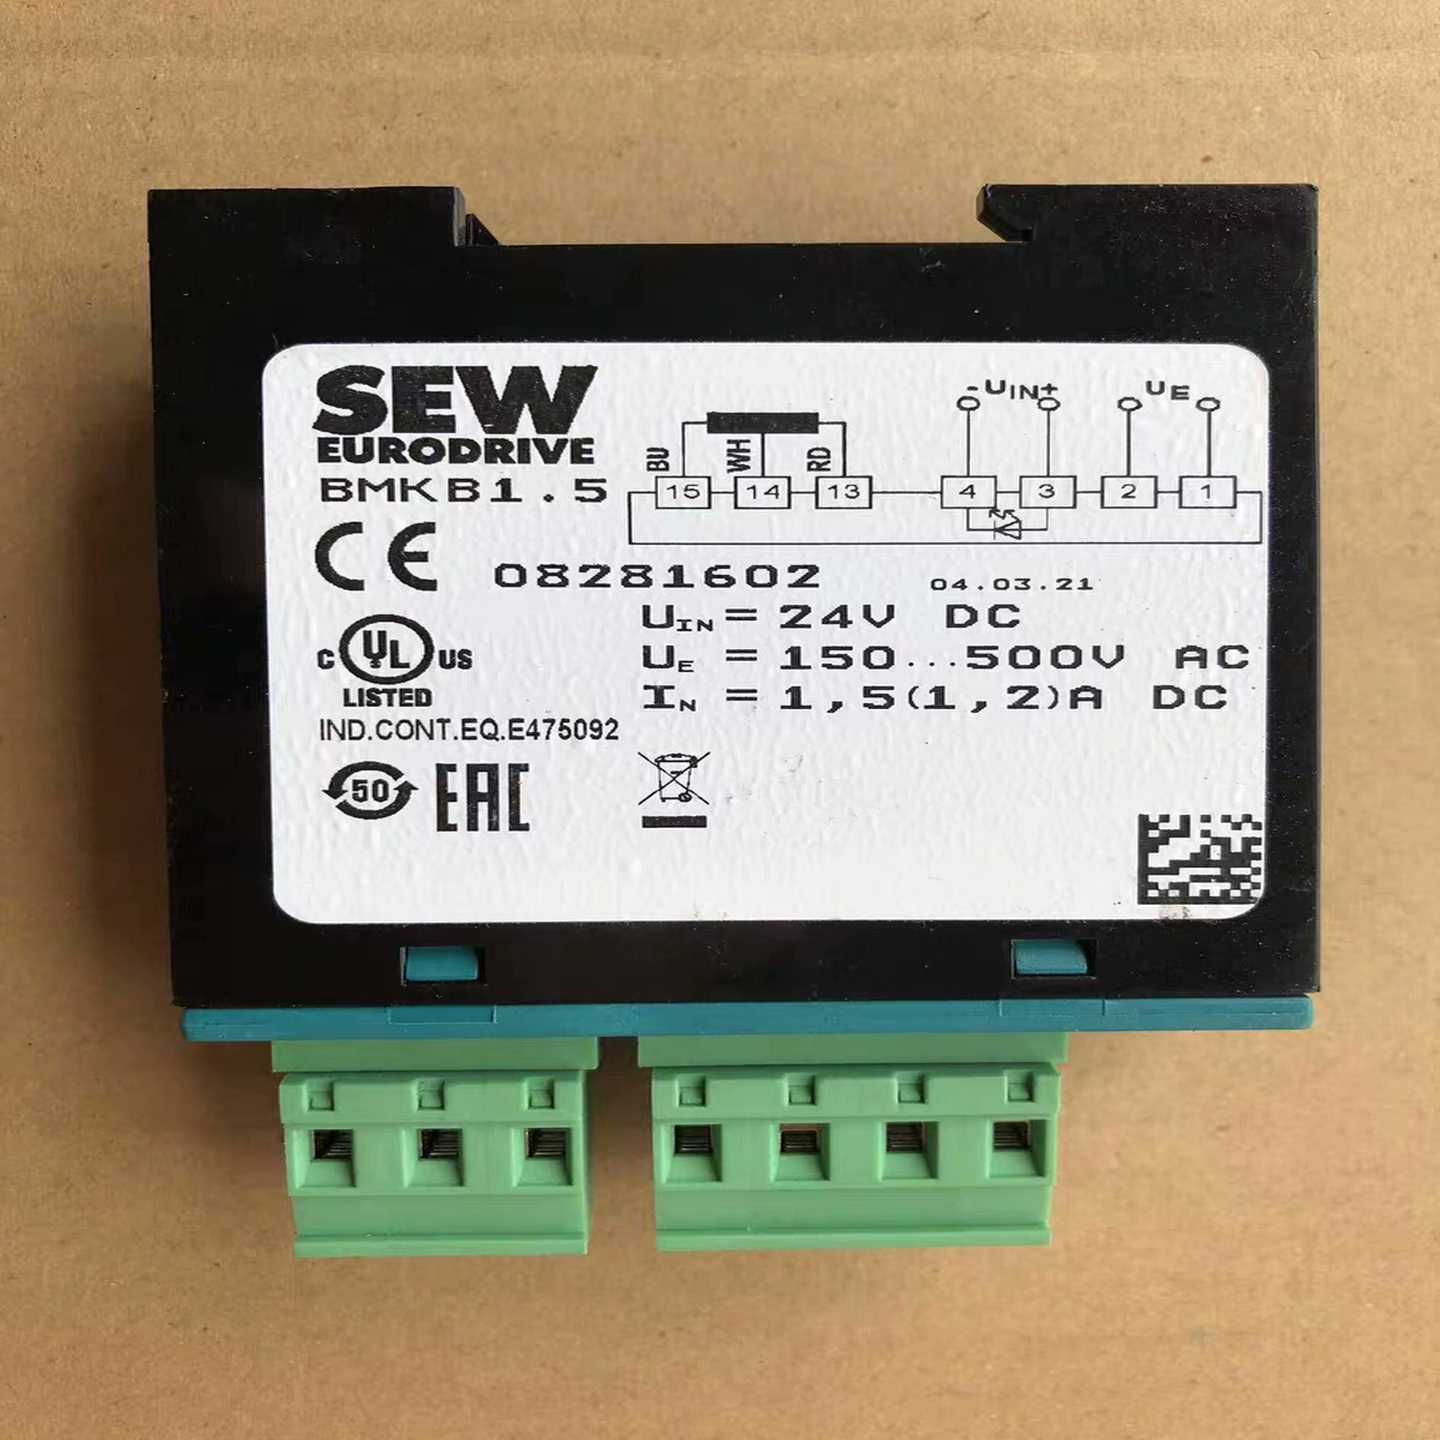 SEW
EURODRIVE
BMKB1.5
CE
08281602
04.03.21
- UIN +
UE
BU WH RD
15 14 13 4 3 2 1
UIN = 24V DC
UE = 150...500V AC
IN = 1,5(1,2)A DC
C UL US
LISTED
IND.CONT.EQ.E475092
50
EAC